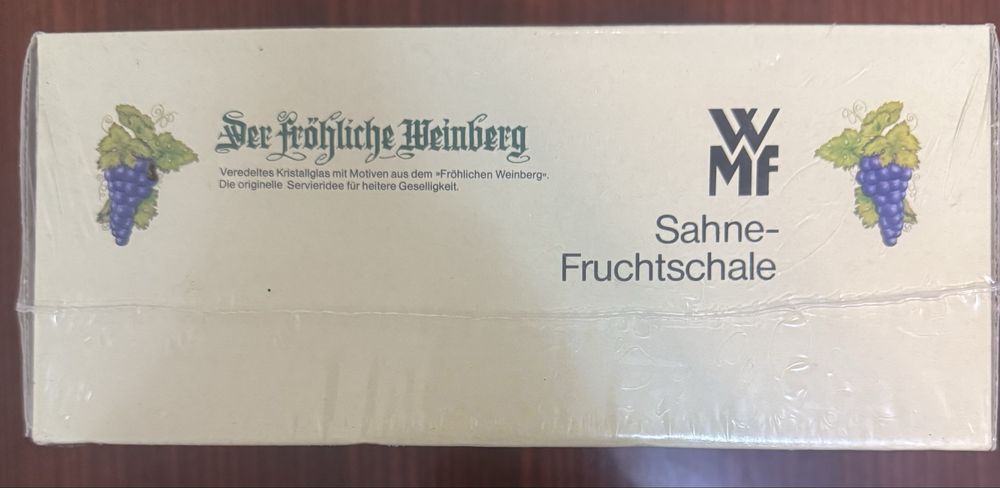 Der fröhliche Weinberg
Veredeltes Kristallglas mit Motiven aus dem »Fröhlichen Weinberg«.
Die originelle Servieridee für heitere Geselligkeit.
WMF
Sahne-
Fruchtschale